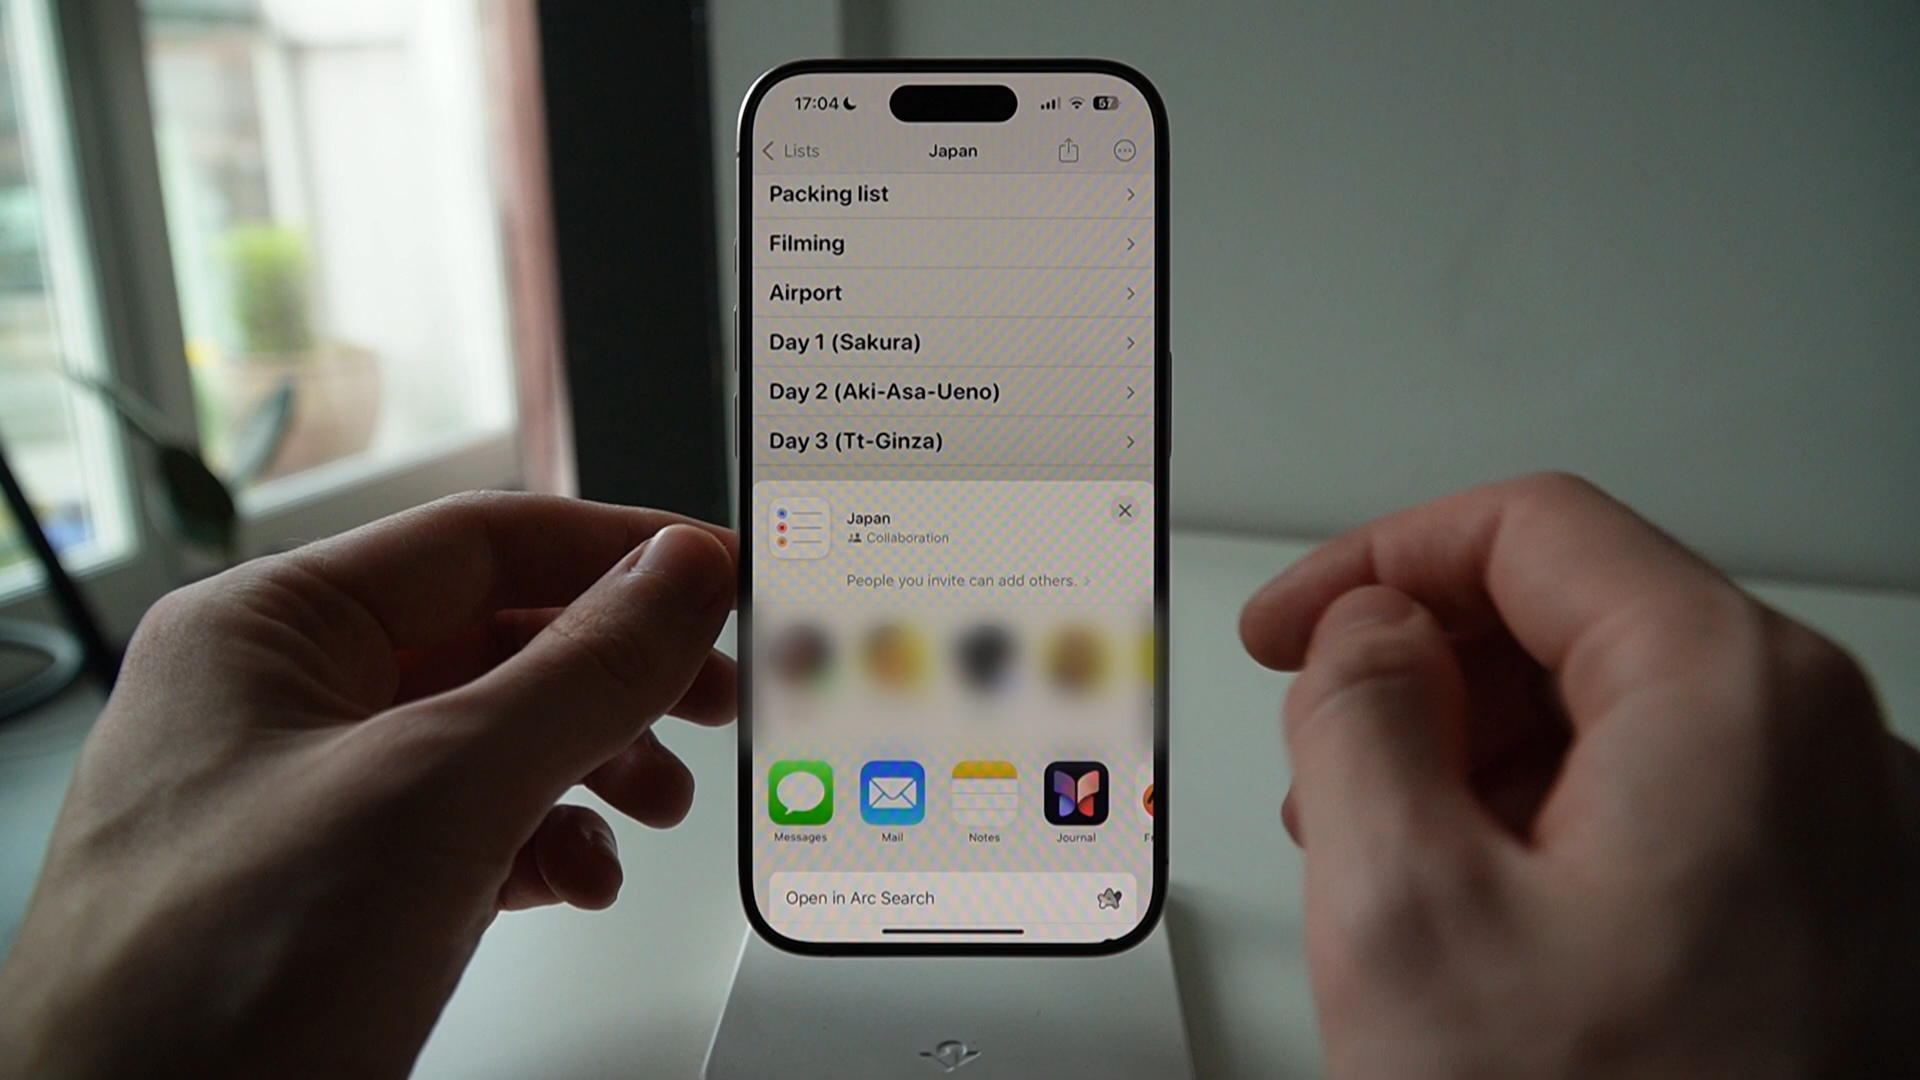 17:04
67
Lists
Japan
Packing list
Filming
Airport
Day 1 (Sakura)
Day 2 (Aki-Asa-Ueno)
Day 3 (Tt-Ginza)
Japan
Collaboration
People you invite can add others.
Messages
Mail
Notes
Journal
Open in Arc Search